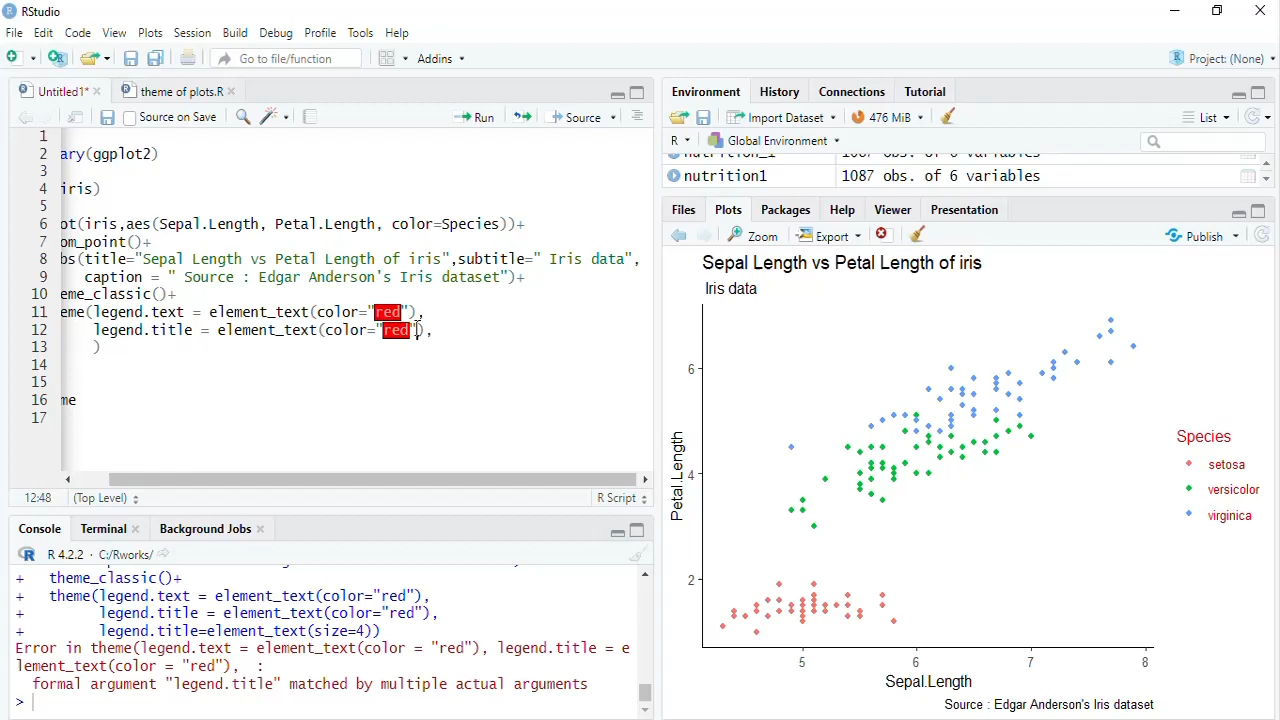 RStudio
File Edit Code View Plots Session Build Debug Profile Tools Help
Go to file/function Addins Project: (None)
Untitled1* theme of plots.R
Source on Save Run Source
1
2 ary(ggplot2)
3
4 iris)
5
6 ot(iris,aes(Sepal.Length, Petal.Length, color=Species))+
7 om_point()+
8 bs(title="Sepal Length vs Petal Length of iris",subtitle=" Iris data",
9 caption = " Source : Edgar Anderson's Iris dataset")+
10 eme_classic()+
11 eme(legend.text = element_text(color="red"),
12 legend.title = element_text(color="red"),
13 )
14
15
16 me
17
12:48 (Top Level) R Script
Console Terminal Background Jobs
R 4.2.2 · C:/Rworks/
+ theme_classic()+
+ theme(legend.text = element_text(color="red"),
+ legend.title = element_text(color="red"),
+ legend.title=element_text(size=4))
Error in theme(legend.text = element_text(color = "red"), legend.title = e
lement_text(color = "red"), :
formal argument "legend.title" matched by multiple actual arguments
>
Environment History Connections Tutorial
Import Dataset 476 MiB List
R Global Environment
nutrition_1 1087 obs. of 6 variables
nutrition1 1087 obs. of 6 variables
Files Plots Packages Help Viewer Presentation
Zoom Export Publish
Sepal Length vs Petal Length of iris
Iris data
6
4
2
Petal.Length
5 6 7 8
Sepal.Length
Source : Edgar Anderson's Iris dataset
Species
setosa
versicolor
virginica